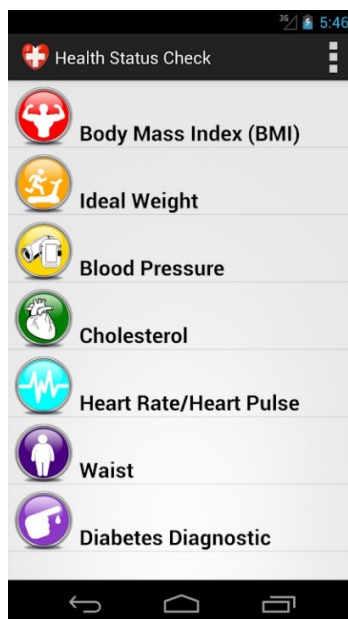 3G 5:46
Health Status Check
Body Mass Index (BMI)
Ideal Weight
Blood Pressure
Cholesterol
Heart Rate/Heart Pulse
Waist
Diabetes Diagnostic